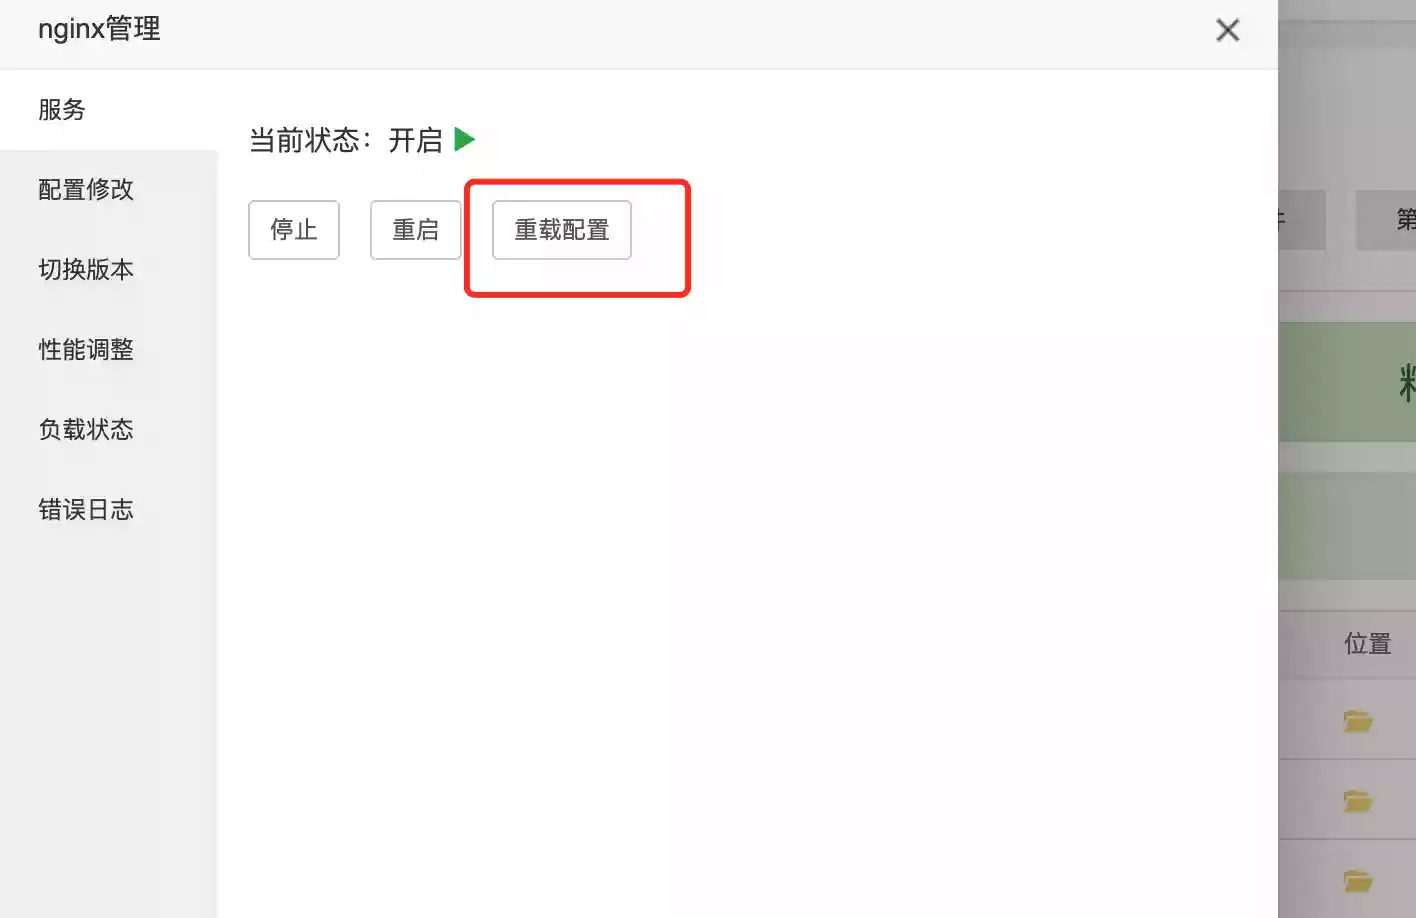 nginx管理
服务
配置修改
切换版本
性能调整
负载状态
错误日志
当前状态：开启
停止
重启
重载配置
第
位置